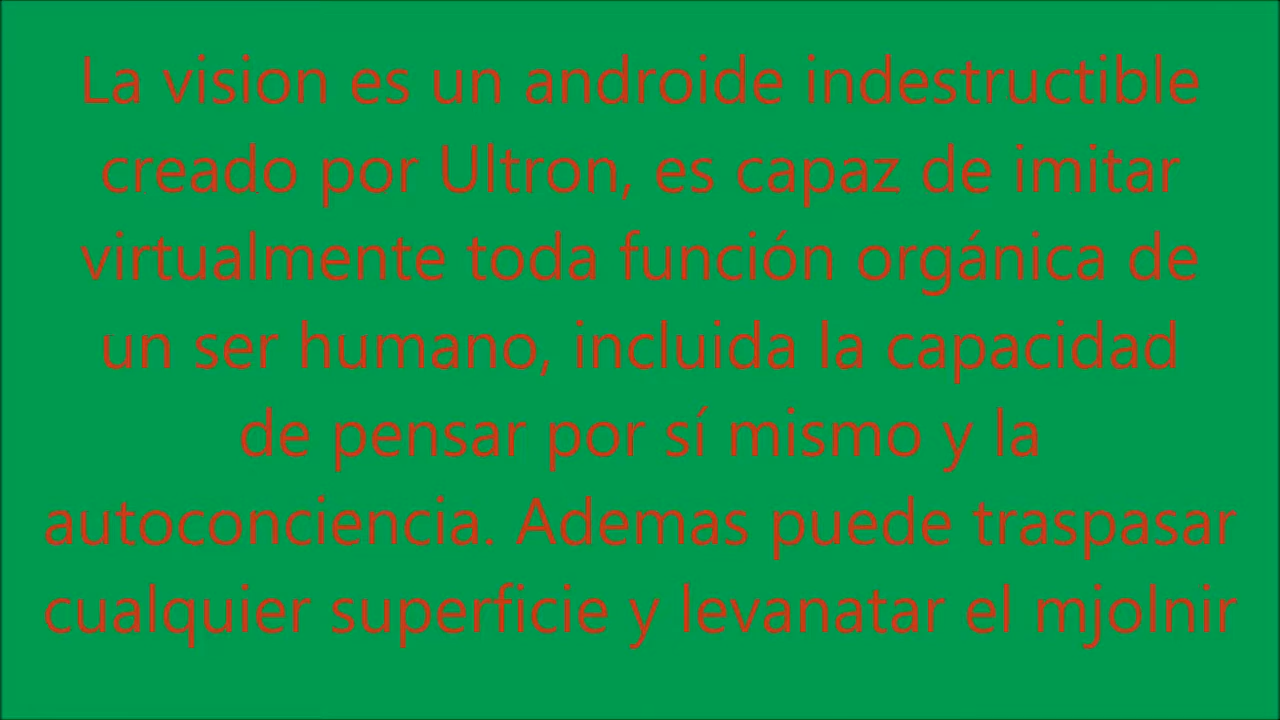 La vision es un androide indestructible
creado por Ultron, es capaz de imitar
virtualmente toda función orgánica de
un ser humano, incluida la capacidad
de pensar por sí mismo y la
autoconciencia. Ademas puede traspasar
cualquier superficie y levanatar el mjolnir